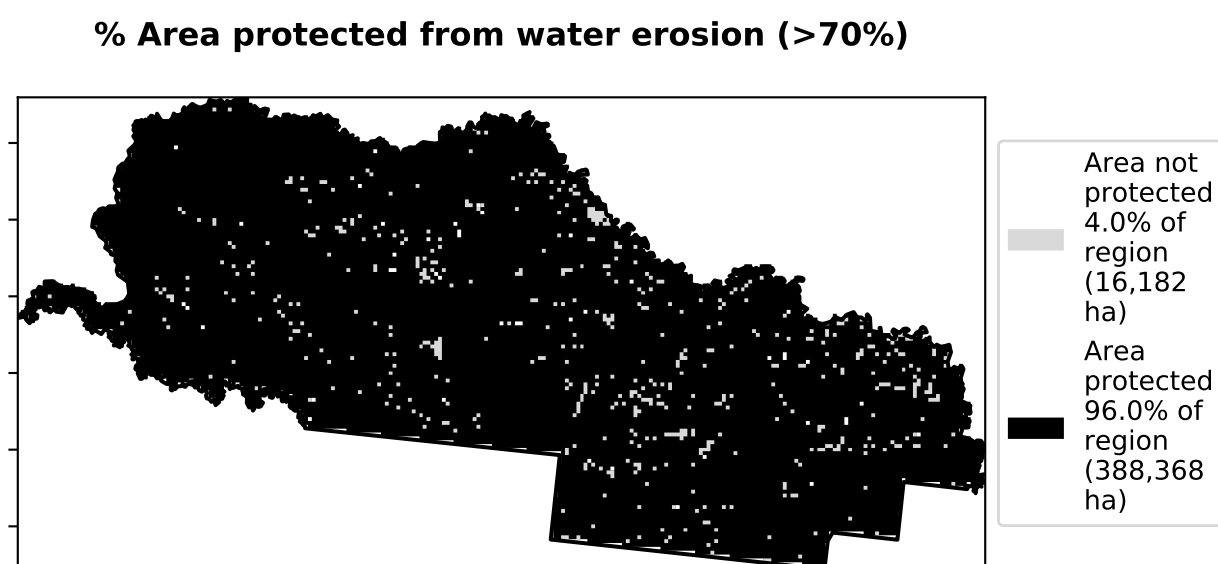 % Area protected from water erosion (>70%)
Area not
protected
4.0% of
region
(16,182
ha)
Area
protected
96.0% of
region
(388,368
ha)